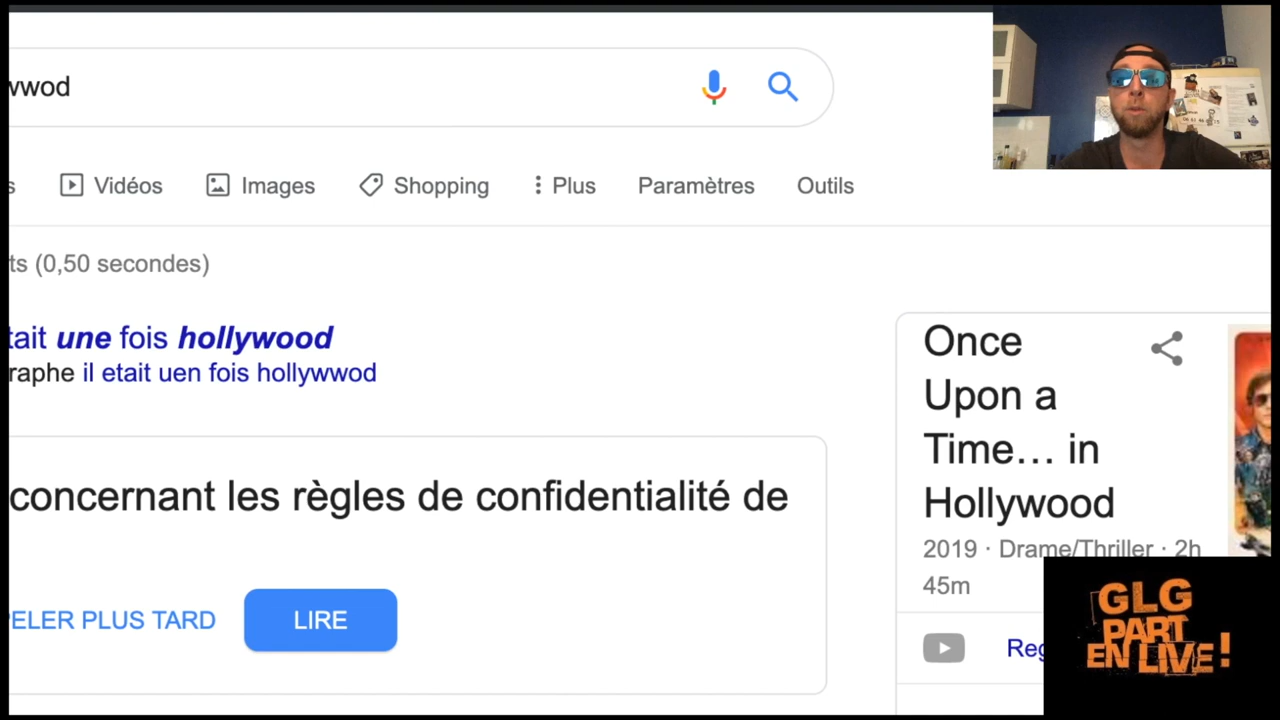 wwod
s
Vidéos
Images
Shopping
Plus
Paramètres
Outils
ts (0,50 secondes)
tait une fois hollywood
raphe il etait uen fois hollywwod
concernant les règles de confidentialité de
ELER PLUS TARD
LIRE
Once
Upon a
Time… in
Hollywood
2019 · Drame/Thriller · 2h
45m
Reg
GLG
PART
EN LIVE !